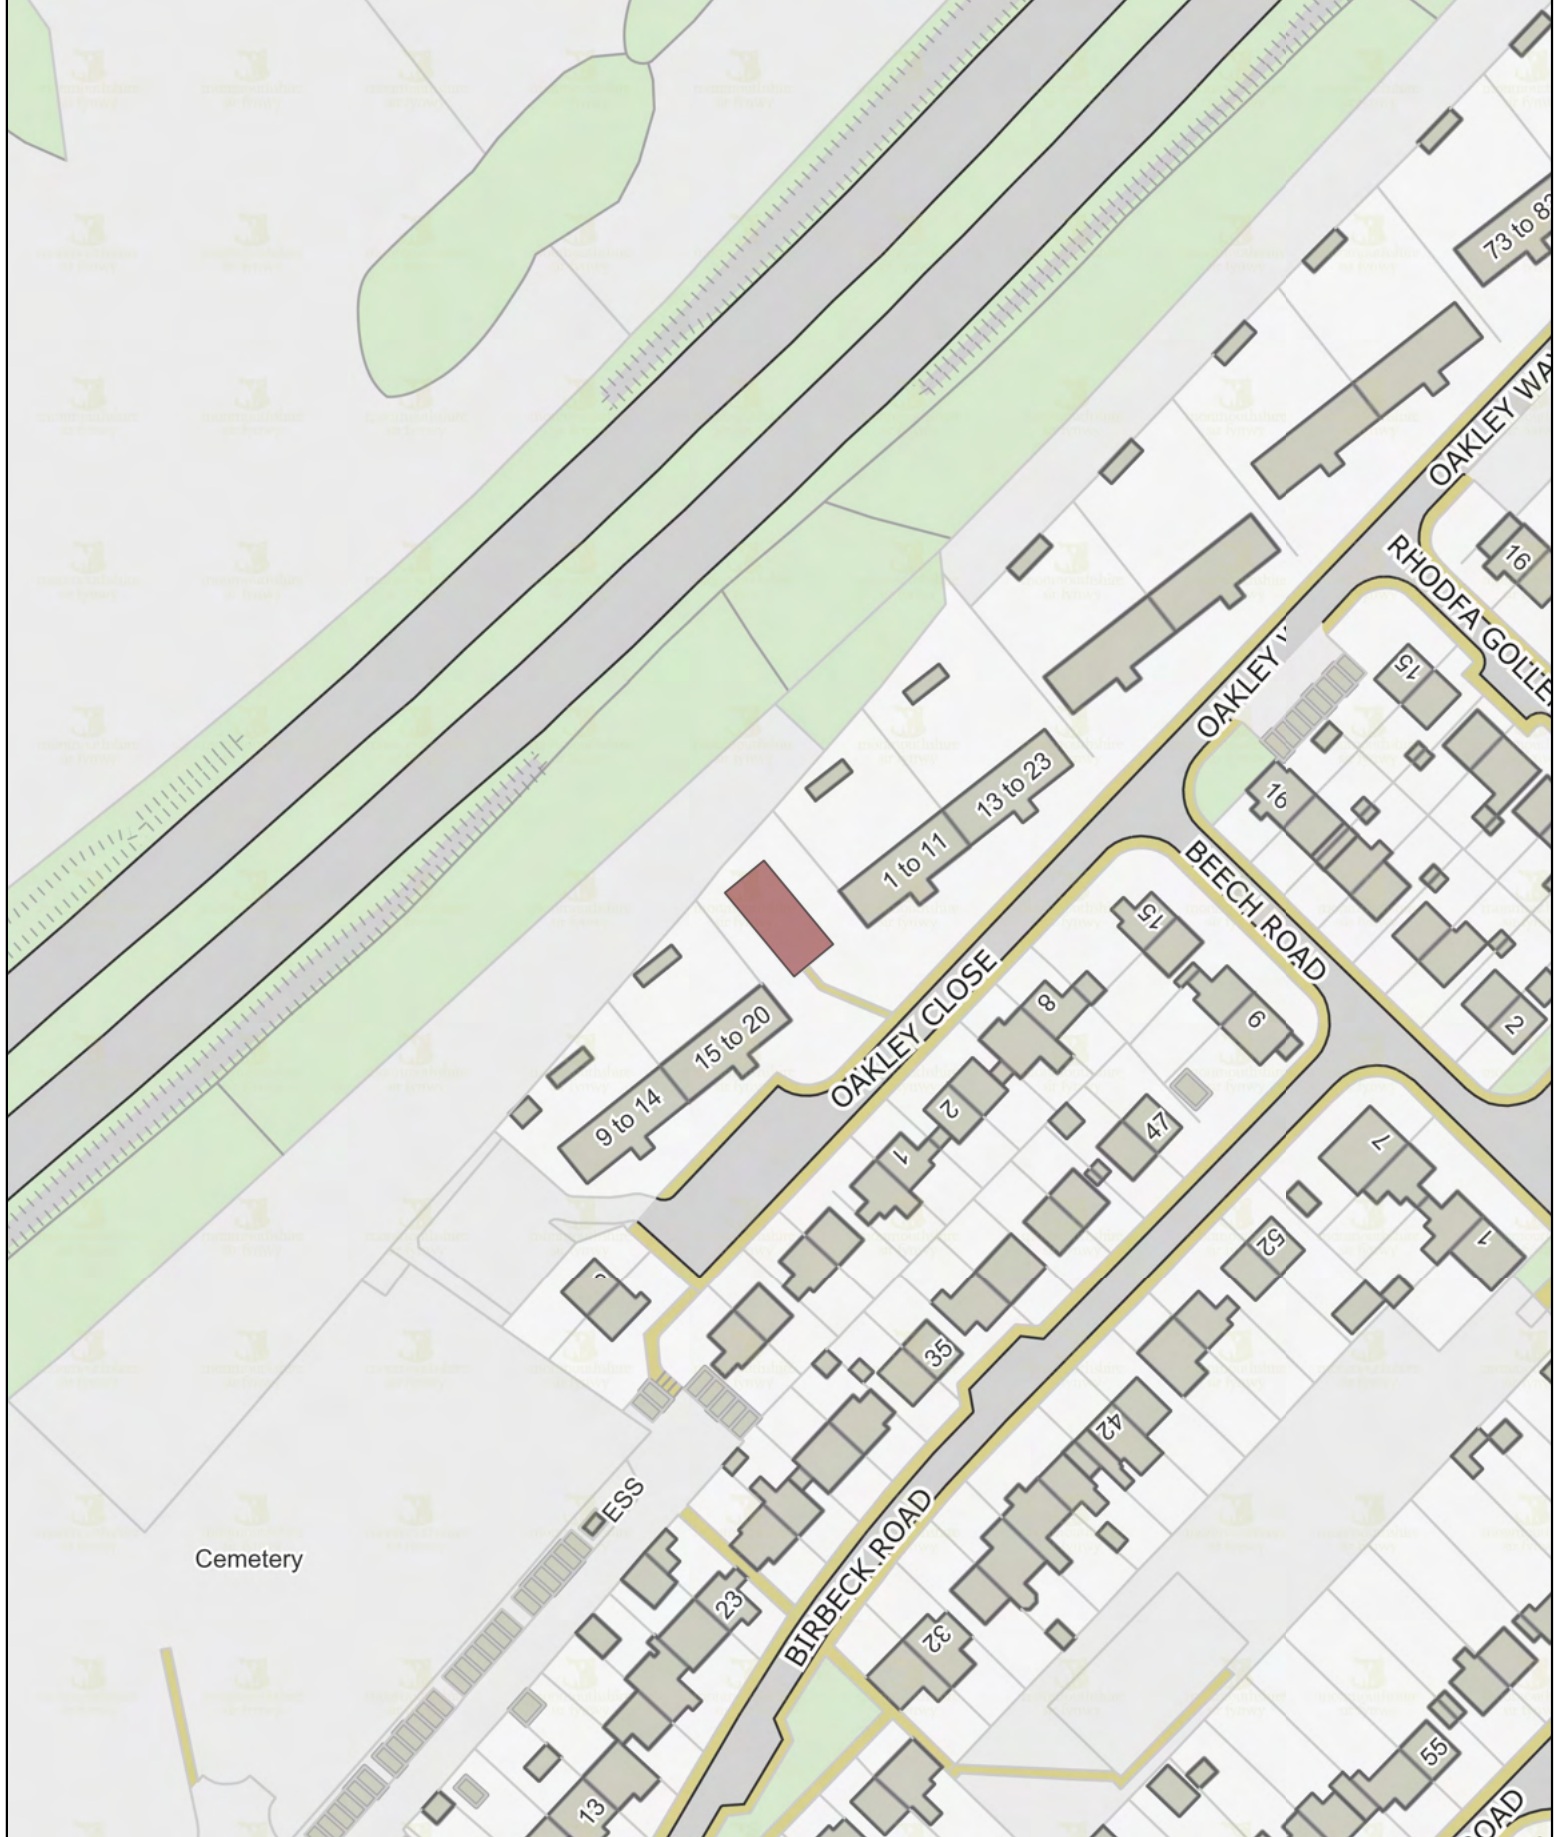 73 to 83
OAKLEY WAY
16
RHODFA GOLLEN
OAKLEY W
15
13 to 23
16
1 to 11
BEECH ROAD
15
OAKLEY CLOSE
8
6
2
15 to 20
2
9 to 14
47
1
7
52
1
35
42
ESS
Cemetery
BIRBECK ROAD
23
32
55
13
OAD